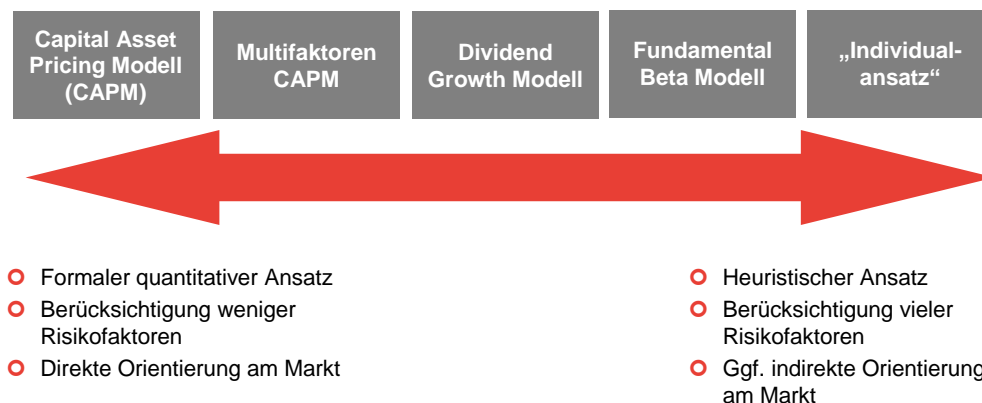 Capital Asset
Pricing Modell
(CAPM)
Multifaktoren
CAPM
Dividend
Growth Modell
Fundamental
Beta Modell
„Individual-
ansatz“
Formaler quantitativer Ansatz
Berücksichtigung weniger
Risikofaktoren
Direkte Orientierung am Markt
Heuristischer Ansatz
Berücksichtigung vieler
Risikofaktoren
Ggf. indirekte Orientierung
am Markt